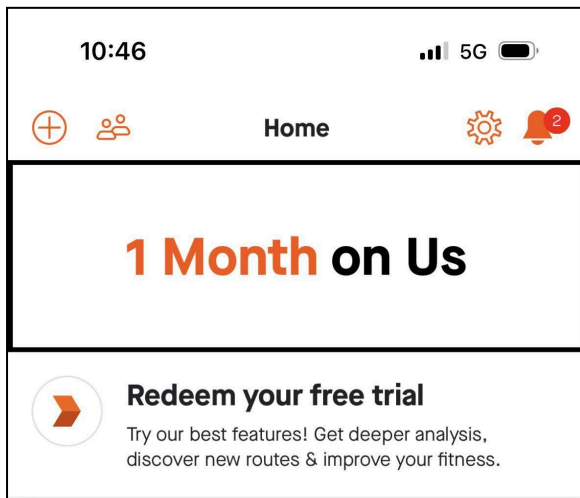 10:46 5G
Home 2
1 Month on Us
Redeem your free trial
Try our best features! Get deeper analysis,
discover new routes & improve your fitness.